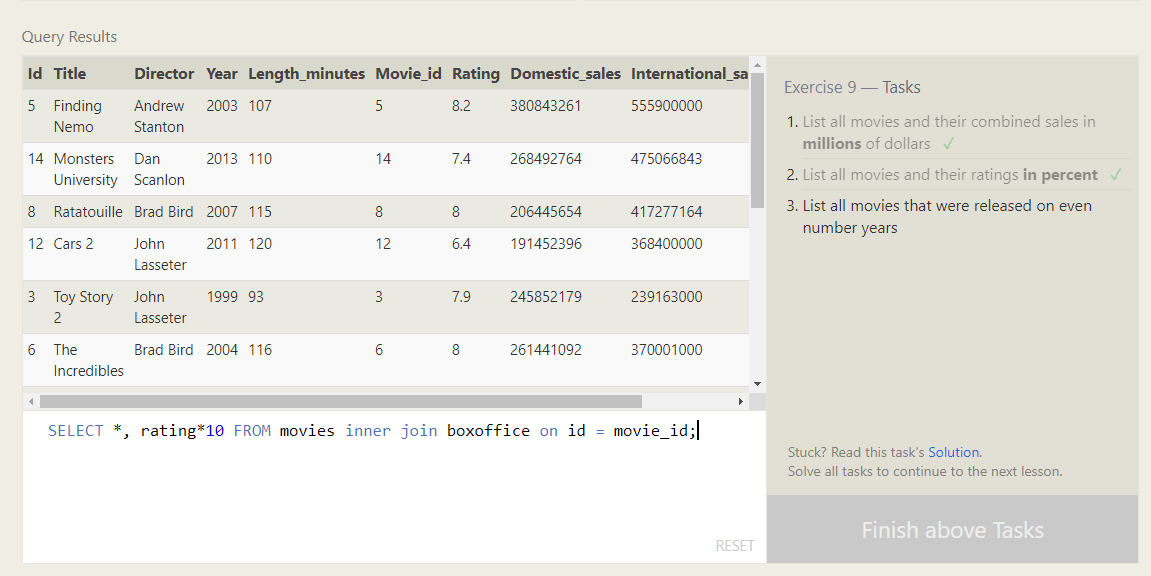 Query Results
Id Title Director Year Length_minutes Movie_id Rating Domestic_sales International_sa
5 Finding Nemo Andrew Stanton 2003 107 5 8.2 380843261 555900000
14 Monsters University Dan Scanlon 2013 110 14 7.4 268492764 475066843
8 Ratatouille Brad Bird 2007 115 8 8 206445654 417277164
12 Cars 2 John Lasseter 2011 120 12 6.4 191452396 368400000
3 Toy Story 2 John Lasseter 1999 93 3 7.9 245852179 239163000
6 The Incredibles Brad Bird 2004 116 6 8 261441092 370001000
SELECT *, rating*10 FROM movies inner join boxoffice on id = movie_id;
RESET
Exercise 9 — Tasks
1. List all movies and their combined sales in
millions of dollars ✓
2. List all movies and their ratings in percent ✓
3. List all movies that were released on even
number years
Stuck? Read this task's Solution.
Solve all tasks to continue to the next lesson.
Finish above Tasks